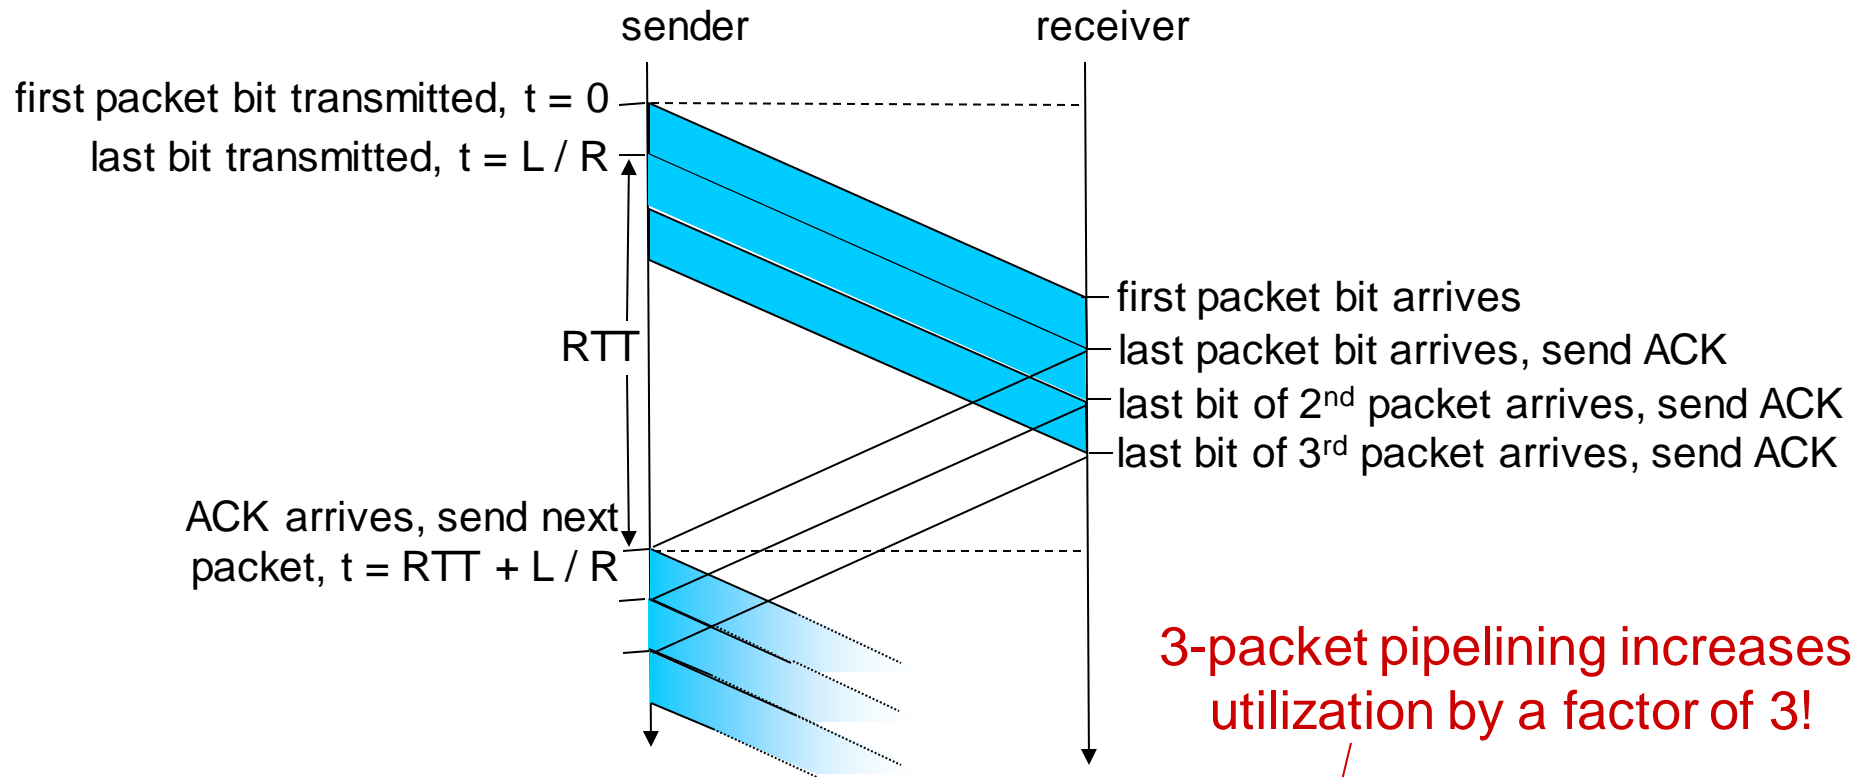 sender
receiver
first packet bit transmitted, t = 0
last bit transmitted, t = L / R
first packet bit arrives
RTT
last packet bit arrives, send ACK
last bit of 2nd packet arrives, send ACK
last bit of 3rd packet arrives, send ACK
ACK arrives, send next
packet, t = RTT + L / R
3-packet pipelining increases
utilization by a factor of 3!